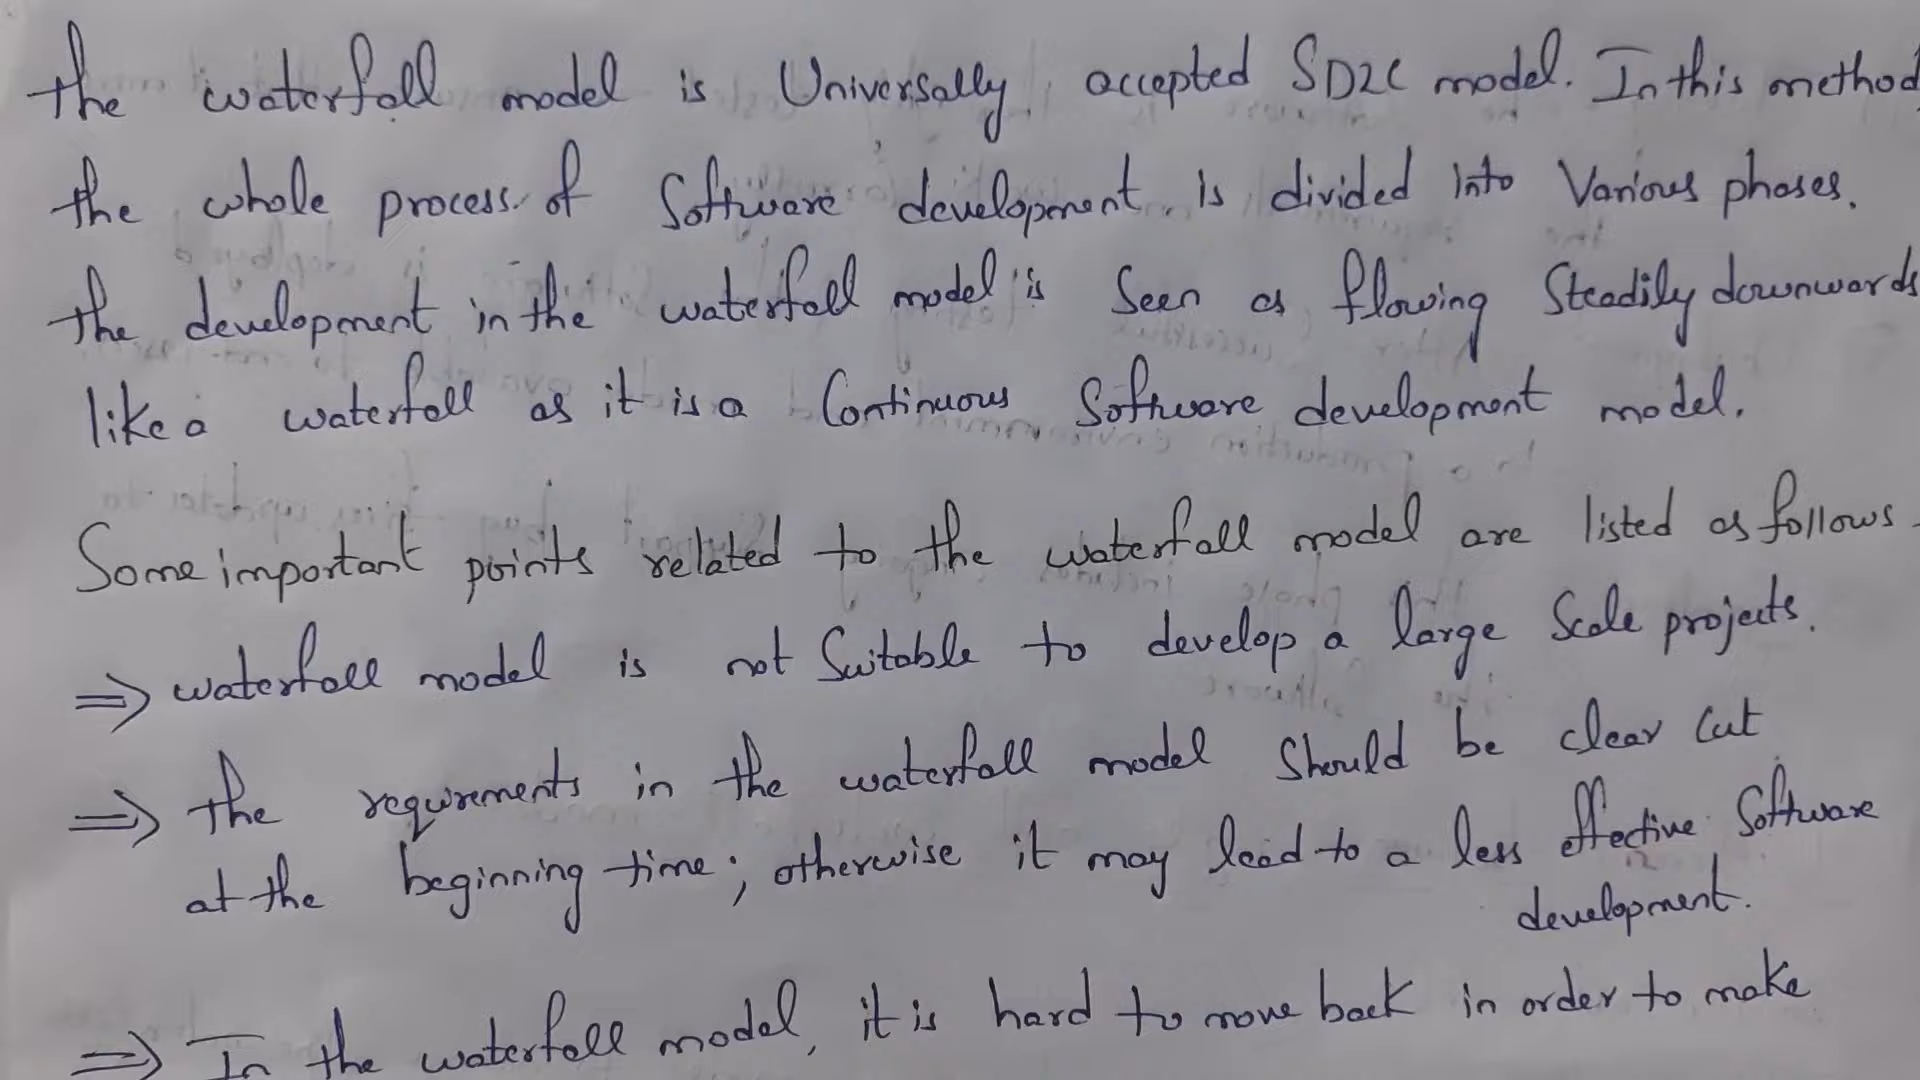 the waterfall model is Universally accepted SD2C model. In this method
the whole process of Software development is divided into Various phases.
the development in the waterfall model is Seen as flowing Steadily downwards
like a waterfall as it is a Continuous Software development model.
Some important points related to the waterfall model are listed as follows -
⇒ waterfall model is not Suitable to develop a large Scale projects.
⇒ the requrements in the waterfall model Should be clear cut
at the beginning time; otherwise it may lead to a less effective Software
development.
⇒ In the waterfall model, it is hard to move back in order to make